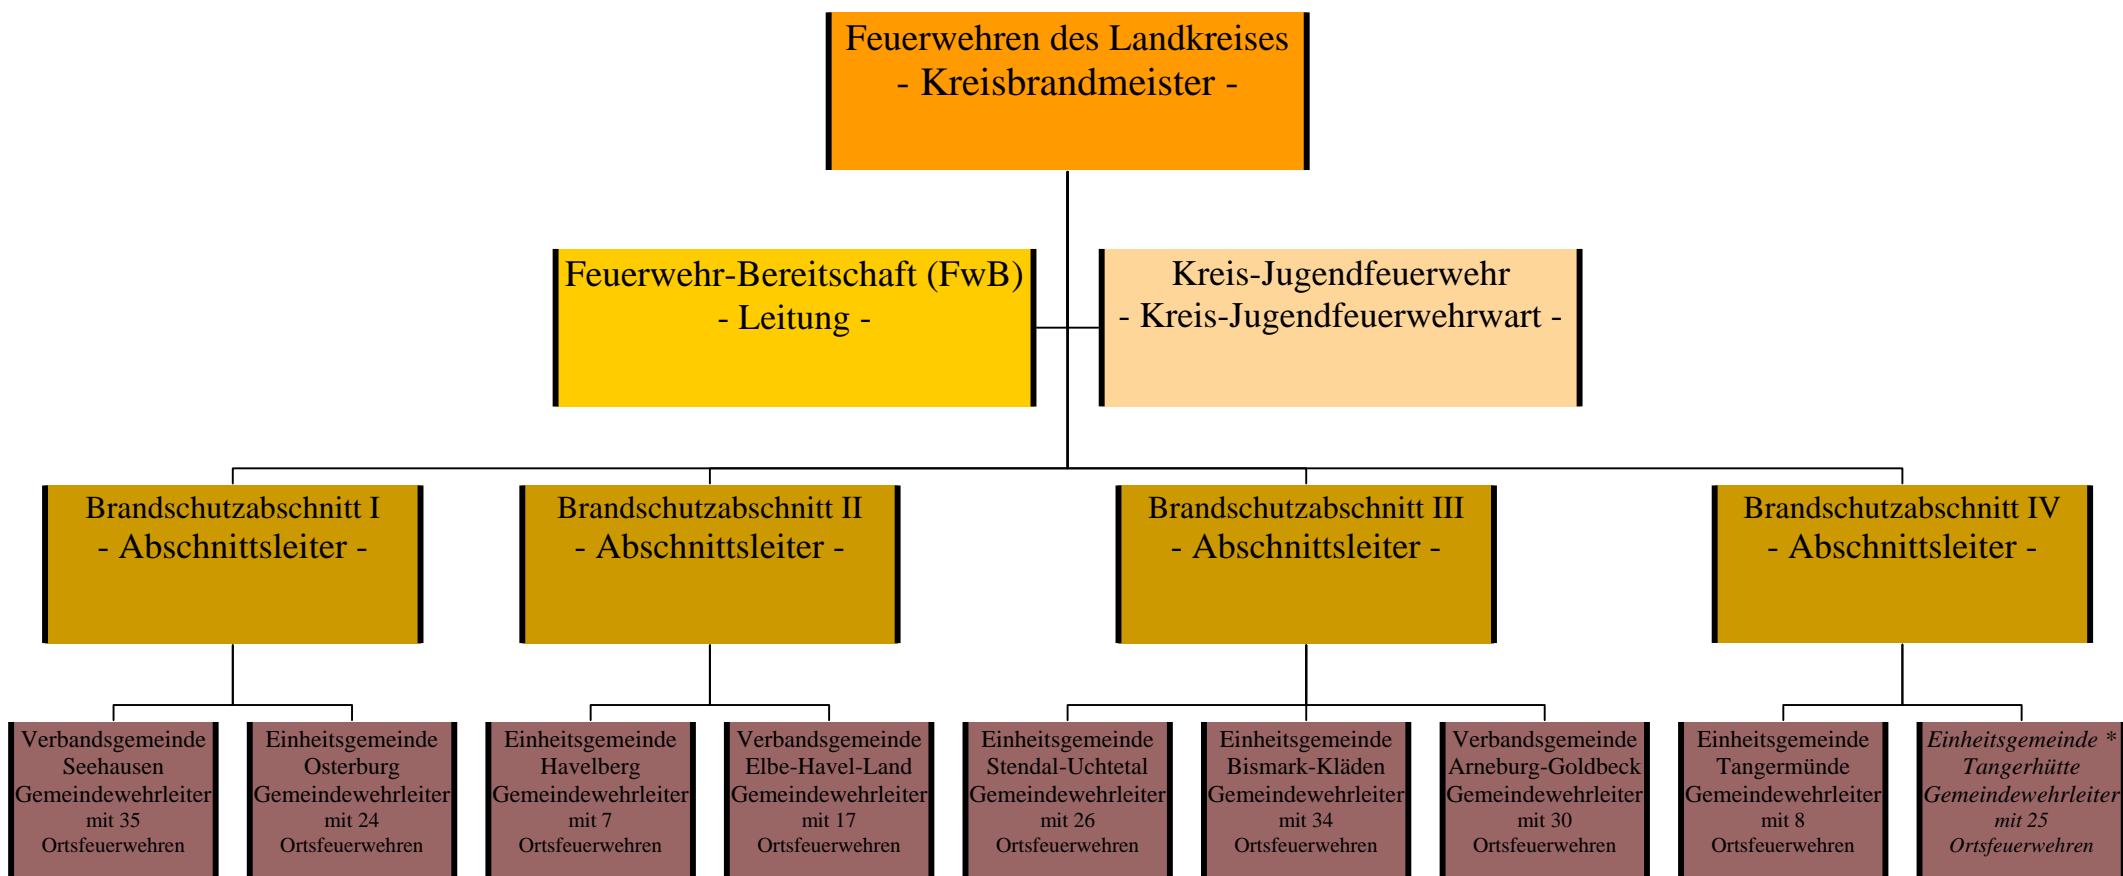 Feuerwehren des Landkreises
- Kreisbrandmeister -
Feuerwehr-Bereitschaft (FwB)
- Leitung -
Kreis-Jugendfeuerwehr
- Kreis-Jugendfeuerwehrwart -
Brandschutzabschnitt I
- Abschnittsleiter -
Brandschutzabschnitt II
- Abschnittsleiter -
Brandschutzabschnitt III
- Abschnittsleiter -
Brandschutzabschnitt IV
- Abschnittsleiter -
Verbandsgemeinde
Seehausen
Gemeindewehrleiter
mit 35
Ortsfeuerwehren
Einheitsgemeinde
Osterburg
Gemeindewehrleiter
mit 24
Ortsfeuerwehren
Einheitsgemeinde
Havelberg
Gemeindewehrleiter
mit 7
Ortsfeuerwehren
Verbandsgemeinde
Elbe-Havel-Land
Gemeindewehrleiter
mit 17
Ortsfeuerwehren
Einheitsgemeinde
Stendal-Uchtetal
Gemeindewehrleiter
mit 26
Ortsfeuerwehren
Einheitsgemeinde
Bismark-Kläden
Gemeindewehrleiter
mit 34
Ortsfeuerwehren
Verbandsgemeinde
Arneburg-Goldbeck
Gemeindewehrleiter
mit 30
Ortsfeuerwehren
Einheitsgemeinde
Tangermünde
Gemeindewehrleiter
mit 8
Ortsfeuerwehren
Einheitsgemeinde *
Tangerhütte
Gemeindewehrleiter
mit 25
Ortsfeuerwehren